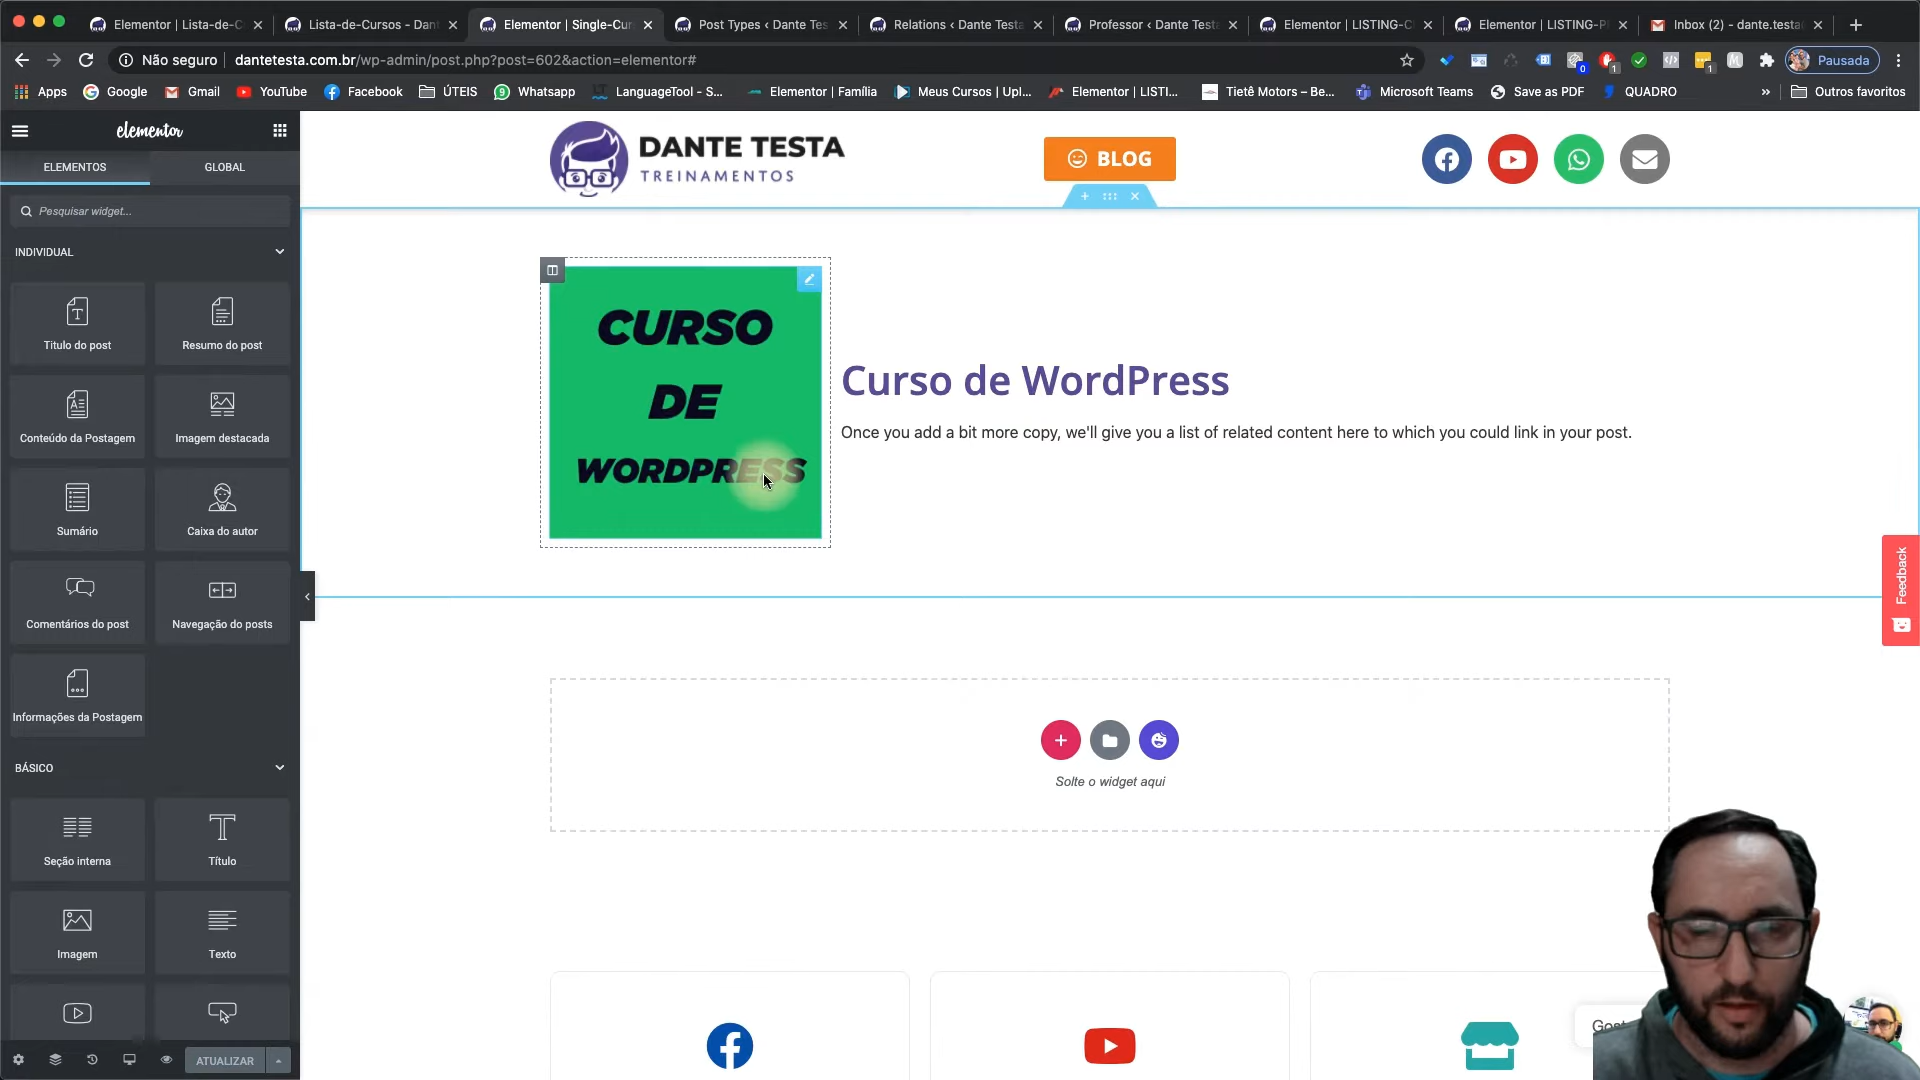 Elementor | Lista-de-C
Lista-de-Cursos - Dant
Elementor | Single-Cur
Post Types ‹ Dante Tes
Relations ‹ Dante Testa
Professor ‹ Dante Testa
Elementor | LISTING-C
Elementor | LISTING-P
Inbox (2) - dante.testa
Não seguro
dantetesta.com.br/wp-admin/post.php?post=602&action=elementor#
Pausada
Apps
Google
Gmail
YouTube
Facebook
ÚTEIS
Whatsapp
LanguageTool - S...
Elementor | Família
Meus Cursos | Upl...
Elementor | LISTI...
Tietê Motors – Be...
Microsoft Teams
Save as PDF
QUADRO
»
Outros favoritos
elementor
ELEMENTOS
GLOBAL
Pesquisar widget...
INDIVIDUAL
Título do post
Resumo do post
Conteúdo da Postagem
Imagem destacada
Sumário
Caixa do autor
Comentários do post
Navegação do posts
Informações da Postagem
BÁSICO
Seção interna
Título
Imagem
Texto
ATUALIZAR
DANTE TESTA
TREINAMENTOS
BLOG
CURSO
DE
WORDPRESS
Curso de WordPress
Once you add a bit more copy, we'll give you a list of related content here to which you could link in your post.
Feedback
Solte o widget aqui